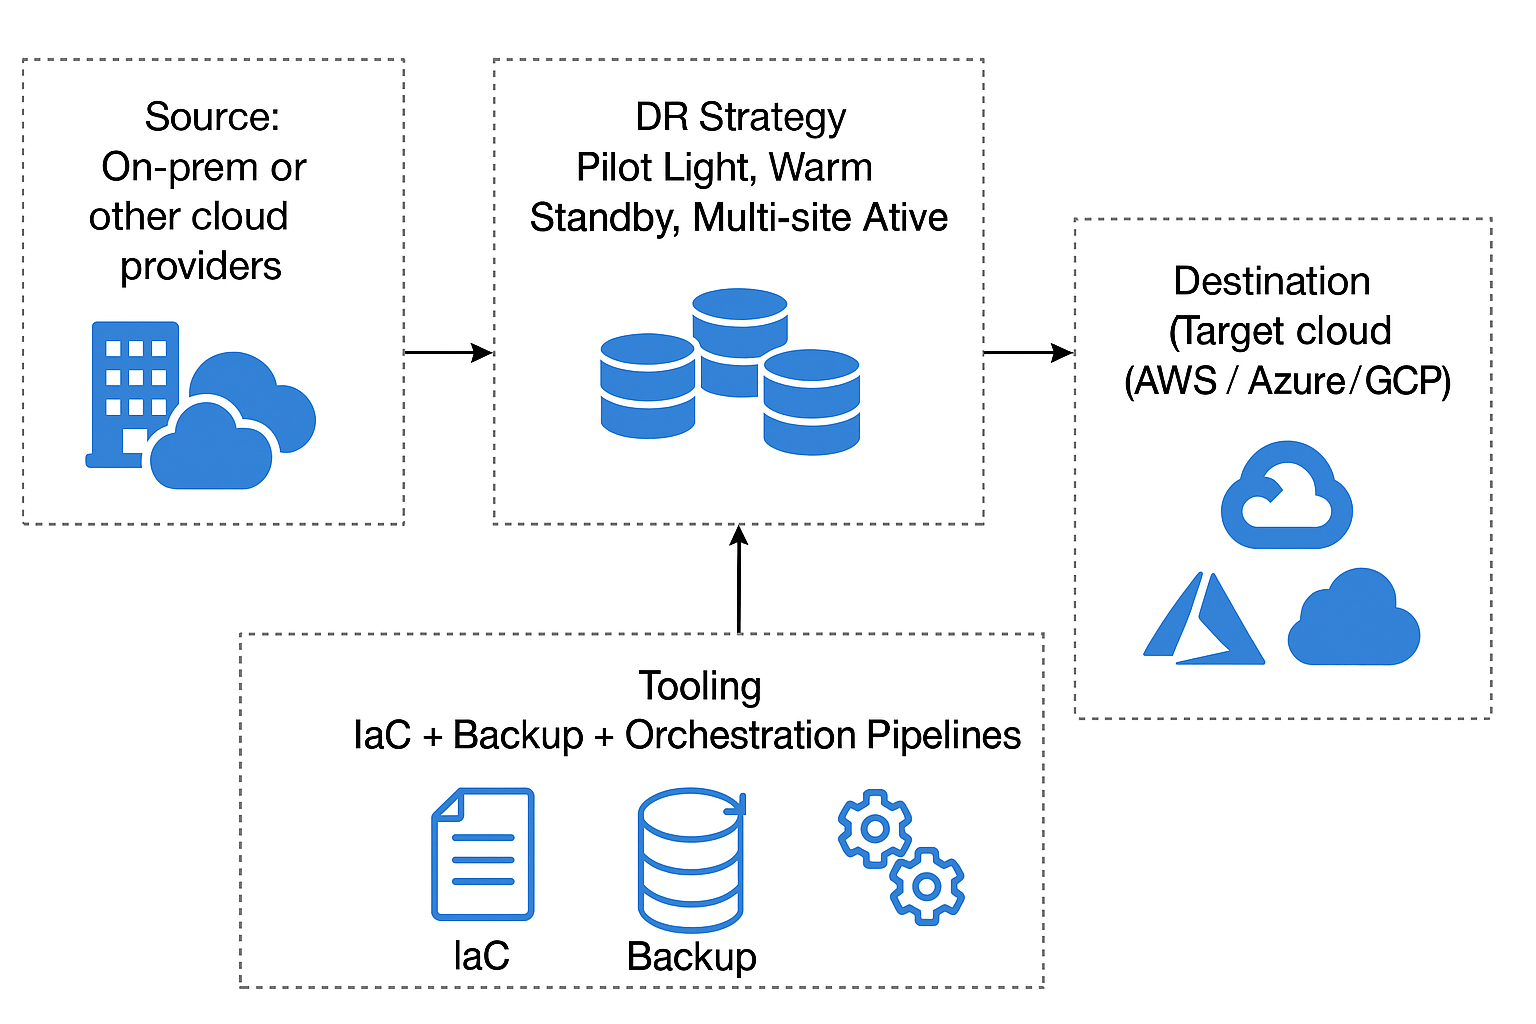 Source:
On-prem or
other cloud
providers
DR Strategy
Pilot Light, Warm
Standby, Multi-site Ative
Destination
(Target cloud
(AWS / Azure/GCP)
Tooling
IaC + Backup + Orchestration Pipelines
IaC
Backup